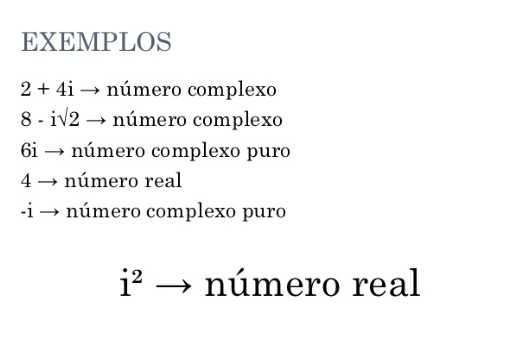 EXEMPLOS
2 + 4i → número complexo
8 - i√2 → número complexo
6i → número complexo puro
4 → número real
-i → número complexo puro
i² → número real